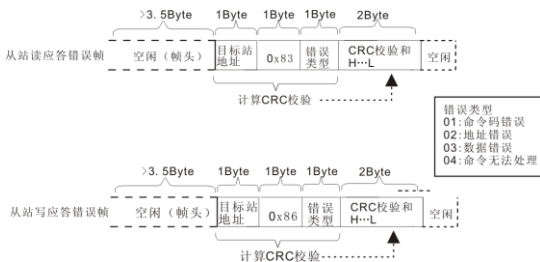 >3. 5Byte 1Byte 1Byte 1Byte 2Byte
从站读应答错误帧 空闲（帧头） 目标站地址 0x83 错误类型 CRC校验和H···L 空闲
计算CRC校验
错误类型
01:命令码错误
02:地址错误
03:数据错误
04:命令无法处理
>3. 5Byte 1Byte 1Byte 1Byte 2Byte
从站写应答错误帧 空闲（帧头） 目标站地址 0x86 错误类型 CRC校验和H···L 空闲
计算CRC校验